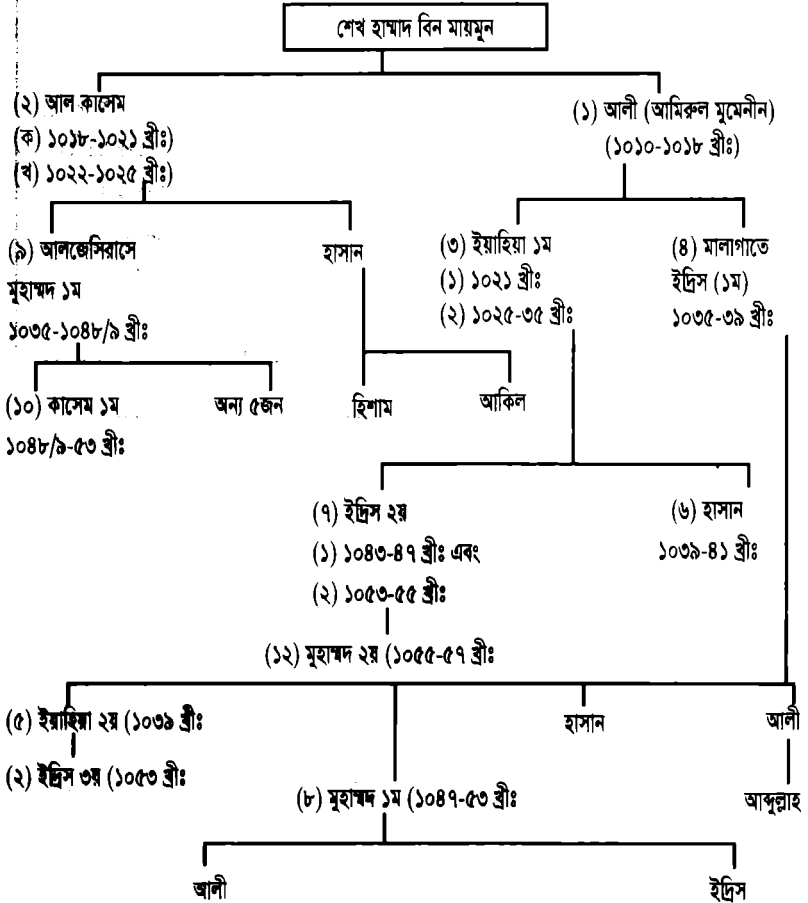 শেখ হাম্মাদ বিন মায়মুন
(২) আল কাসেম
(ক) ১০১৮-১০২১ খ্রীঃ)
(খ) ১০২২-১০২৫ খ্রীঃ)
(১) আলী (আমিরুল মুমেনীন)
(১০১০-১০১৮ খ্রীঃ)
(৯) আলজেসিরাসে
মুহাম্মদ ১ম
১০৩৫-১০৪৮/৯ খ্রীঃ
হাসান
(৩) ইয়াহিয়া ১ম
(১) ১০২১ খ্রীঃ
(২) ১০২৫-৩৫ খ্রীঃ
(৪) মালাগাতে
ইদ্রিস (১ম)
১০৩৫-৩৯ খ্রীঃ
(১০) কাসেম ১ম
১০৪৮/৯-৫৩ খ্রীঃ
অন্য ৫জন
হিশাম
আকিল
(৭) ইদ্রিস ২য়
(১) ১০৪৩-৪৭ খ্রীঃ এবং
(২) ১০৫৩-৫৫ খ্রীঃ
(৬) হাসান
১০৩৯-৪১ খ্রীঃ
(১২) মুহাম্মদ ২য় (১০৫৫-৫৭ খ্রীঃ
(৫) ইয়াহিয়া ২য় (১০৩৯ খ্রীঃ
হাসান
আলী
(২) ইদ্রিস ৩য় (১০৫৩ খ্রীঃ
(৮) মুহাম্মদ ১ম (১০৪৭-৫৩ খ্রীঃ
আব্দুল্লাহ
আলী
ইদ্রিস